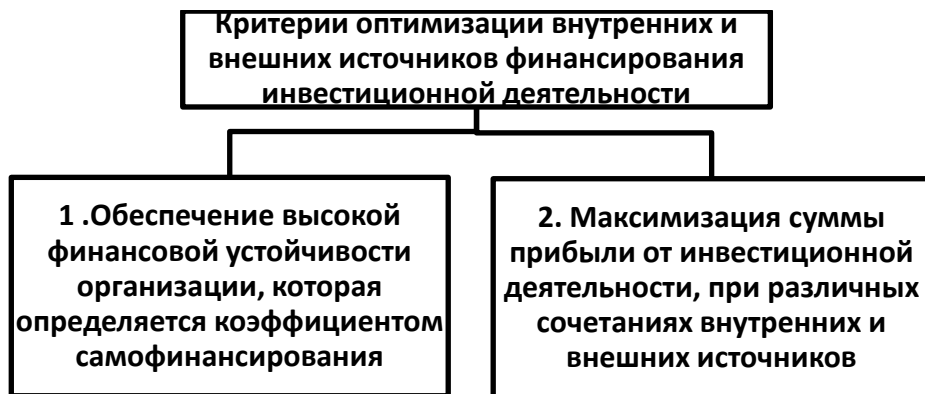 Критерии оптимизации внутренних и
внешних источников финансирования
инвестиционной деятельности
1 .Обеспечение высокой
финансовой устойчивости
организации, которая
определяется коэффициентом
самофинансирования
2. Максимизация суммы
прибыли от инвестиционной
деятельности, при различных
сочетаниях внутренних и
внешних источников